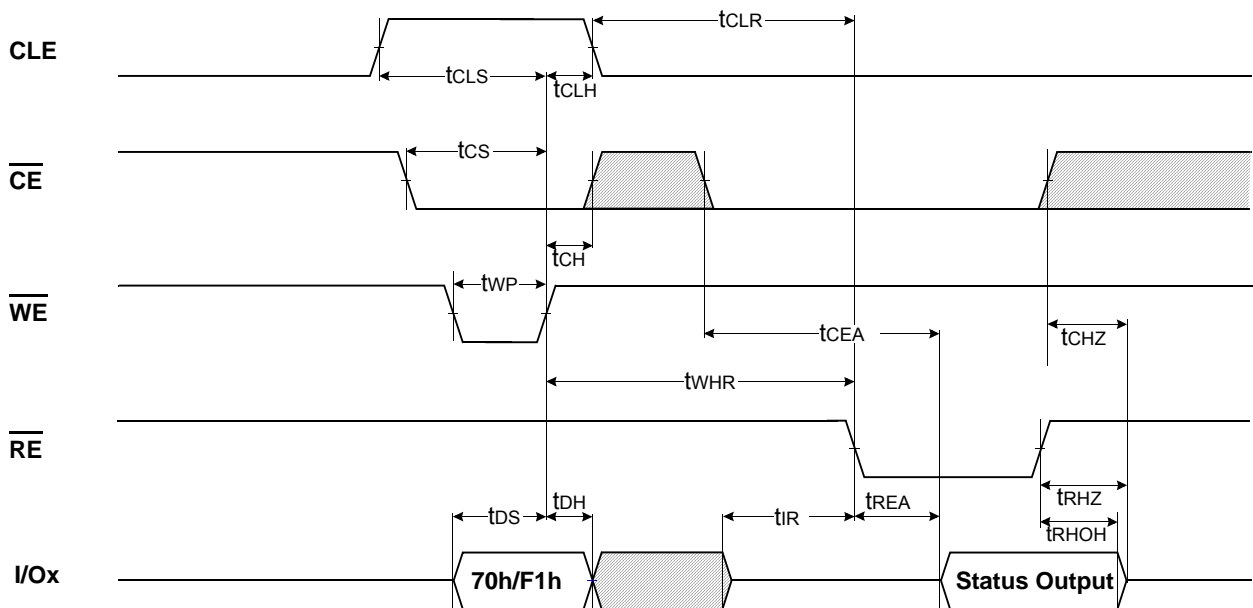 tCLR
CLE
tCLS
tCLH
tCS
CE
tCH
tWP
WE
tCEA
tCHZ
tWHR
RE
tDH
tREA
tRHZ
tDS
tIR
tRHOH
I/Ox
70h/F1h
Status Output